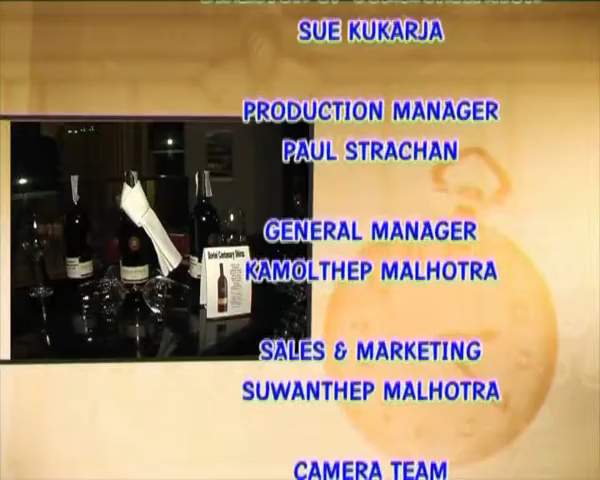 SUE KUKARJA
PRODUCTION MANAGER
PAUL STRACHAN
GENERAL MANAGER
KAMOLTHEP MALHOTRA
SALES & MARKETING
SUWANTHEP MALHOTRA
CAMERA TEAM